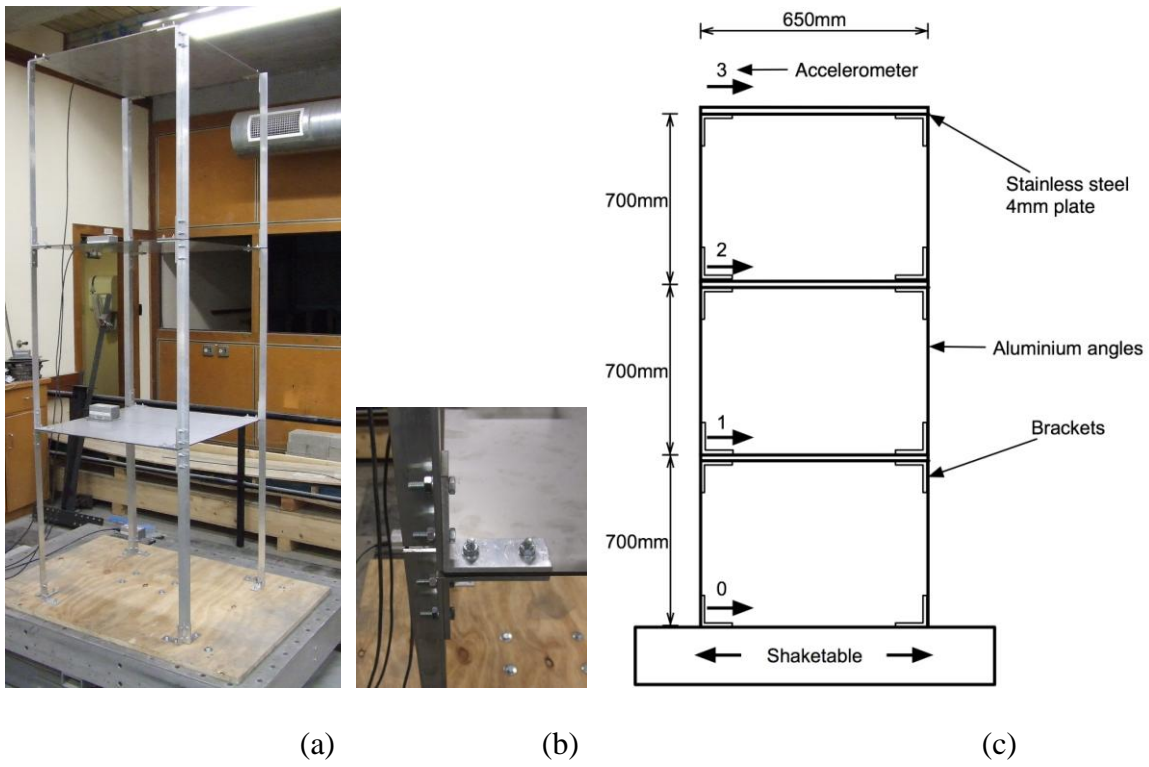 650mm
3
Accelerometer
700mm
Stainless steel
4mm plate
2
700mm
Aluminium angles
1
Brackets
700mm
0
Shaketable
(a)
(b)
(c)